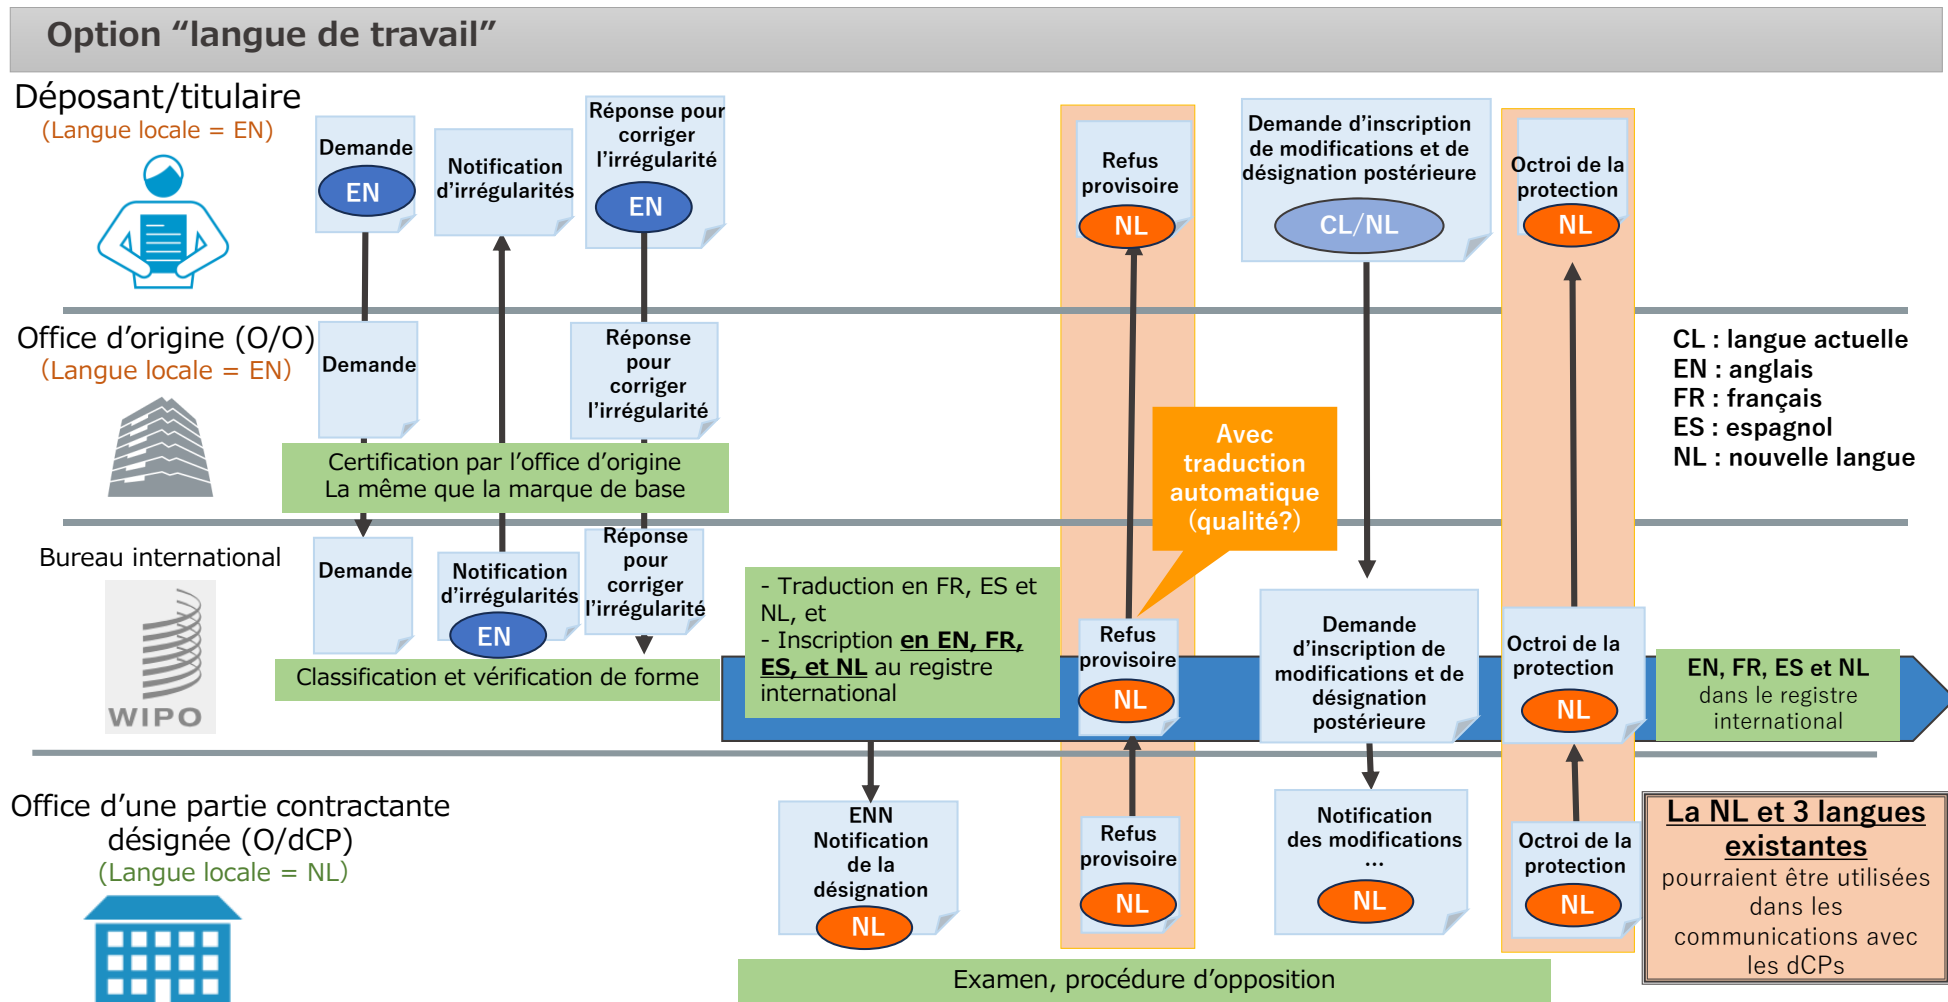 Option “langue de travail”
Déposant/titulaire
(Langue locale = EN)
Demande
EN
Notification
d’irrégularités
Réponse pour
corriger
l’irrégularité
EN
Refus
provisoire
NL
Demande d’inscription
de modifications et de
désignation postérieure
CL/NL
Octroi de la
protection
NL
Office d’origine (O/O)
(Langue locale = EN)
Demande
Réponse
pour
corriger
l’irrégularité
Certification par l’office d’origine
La même que la marque de base
Avec
traduction
automatique
(qualité?)
CL : langue actuelle
EN : anglais
FR : français
ES : espagnol
NL : nouvelle langue
Bureau international
WIPO
Demande
Notification
d’irrégularités
EN
Réponse
pour
corriger
l’irrégularité
Classification et vérification de forme
- Traduction en FR, ES et
NL, et
- Inscription en EN, FR,
ES, et NL au registre
international
Refus
provisoire
NL
Demande
d’inscription de
modifications et de
désignation
postérieure
Octroi de la
protection
NL
EN, FR, ES et NL
dans le registre
international
Office d’une partie contractante
désignée (O/dCP)
(Langue locale = NL)
ENN
Notification
de la
désignation
NL
Refus
provisoire
NL
Notification
des modifications
...
NL
Octroi de la
protection
NL
La NL et 3 langues
existantes
pourraient être utilisées
dans les
communications avec
les dCPs
Examen, procédure d’opposition